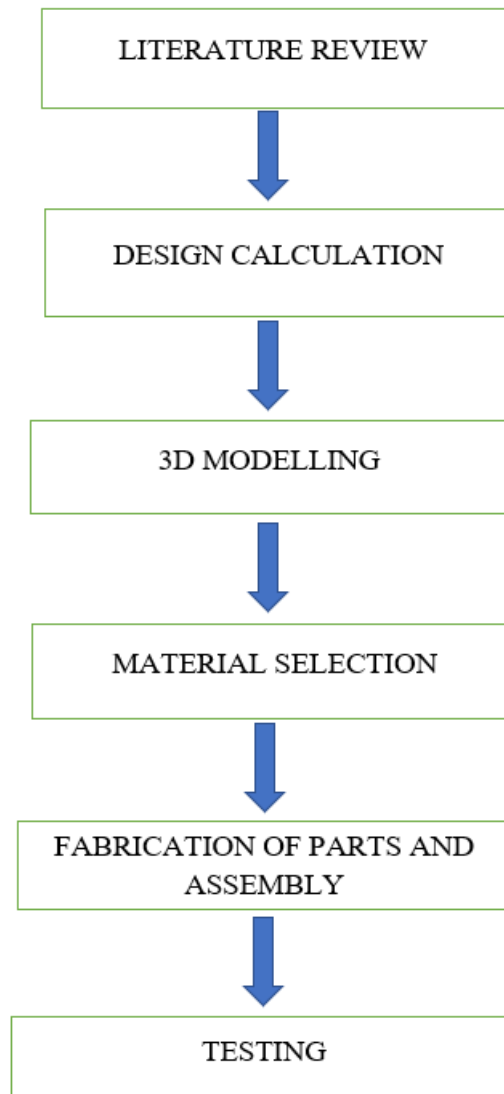 LITERATURE REVIEW
DESIGN CALCULATION
3D MODELLING
MATERIAL SELECTION
FABRICATION OF PARTS AND
ASSEMBLY
TESTING